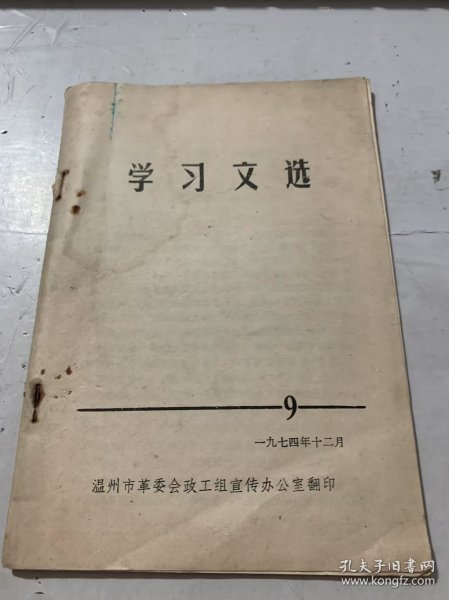 学习文选
9
一九七四年十二月
温州市革委会政工组宣传办公室翻印
孔夫子旧书网
www.kongfz.com